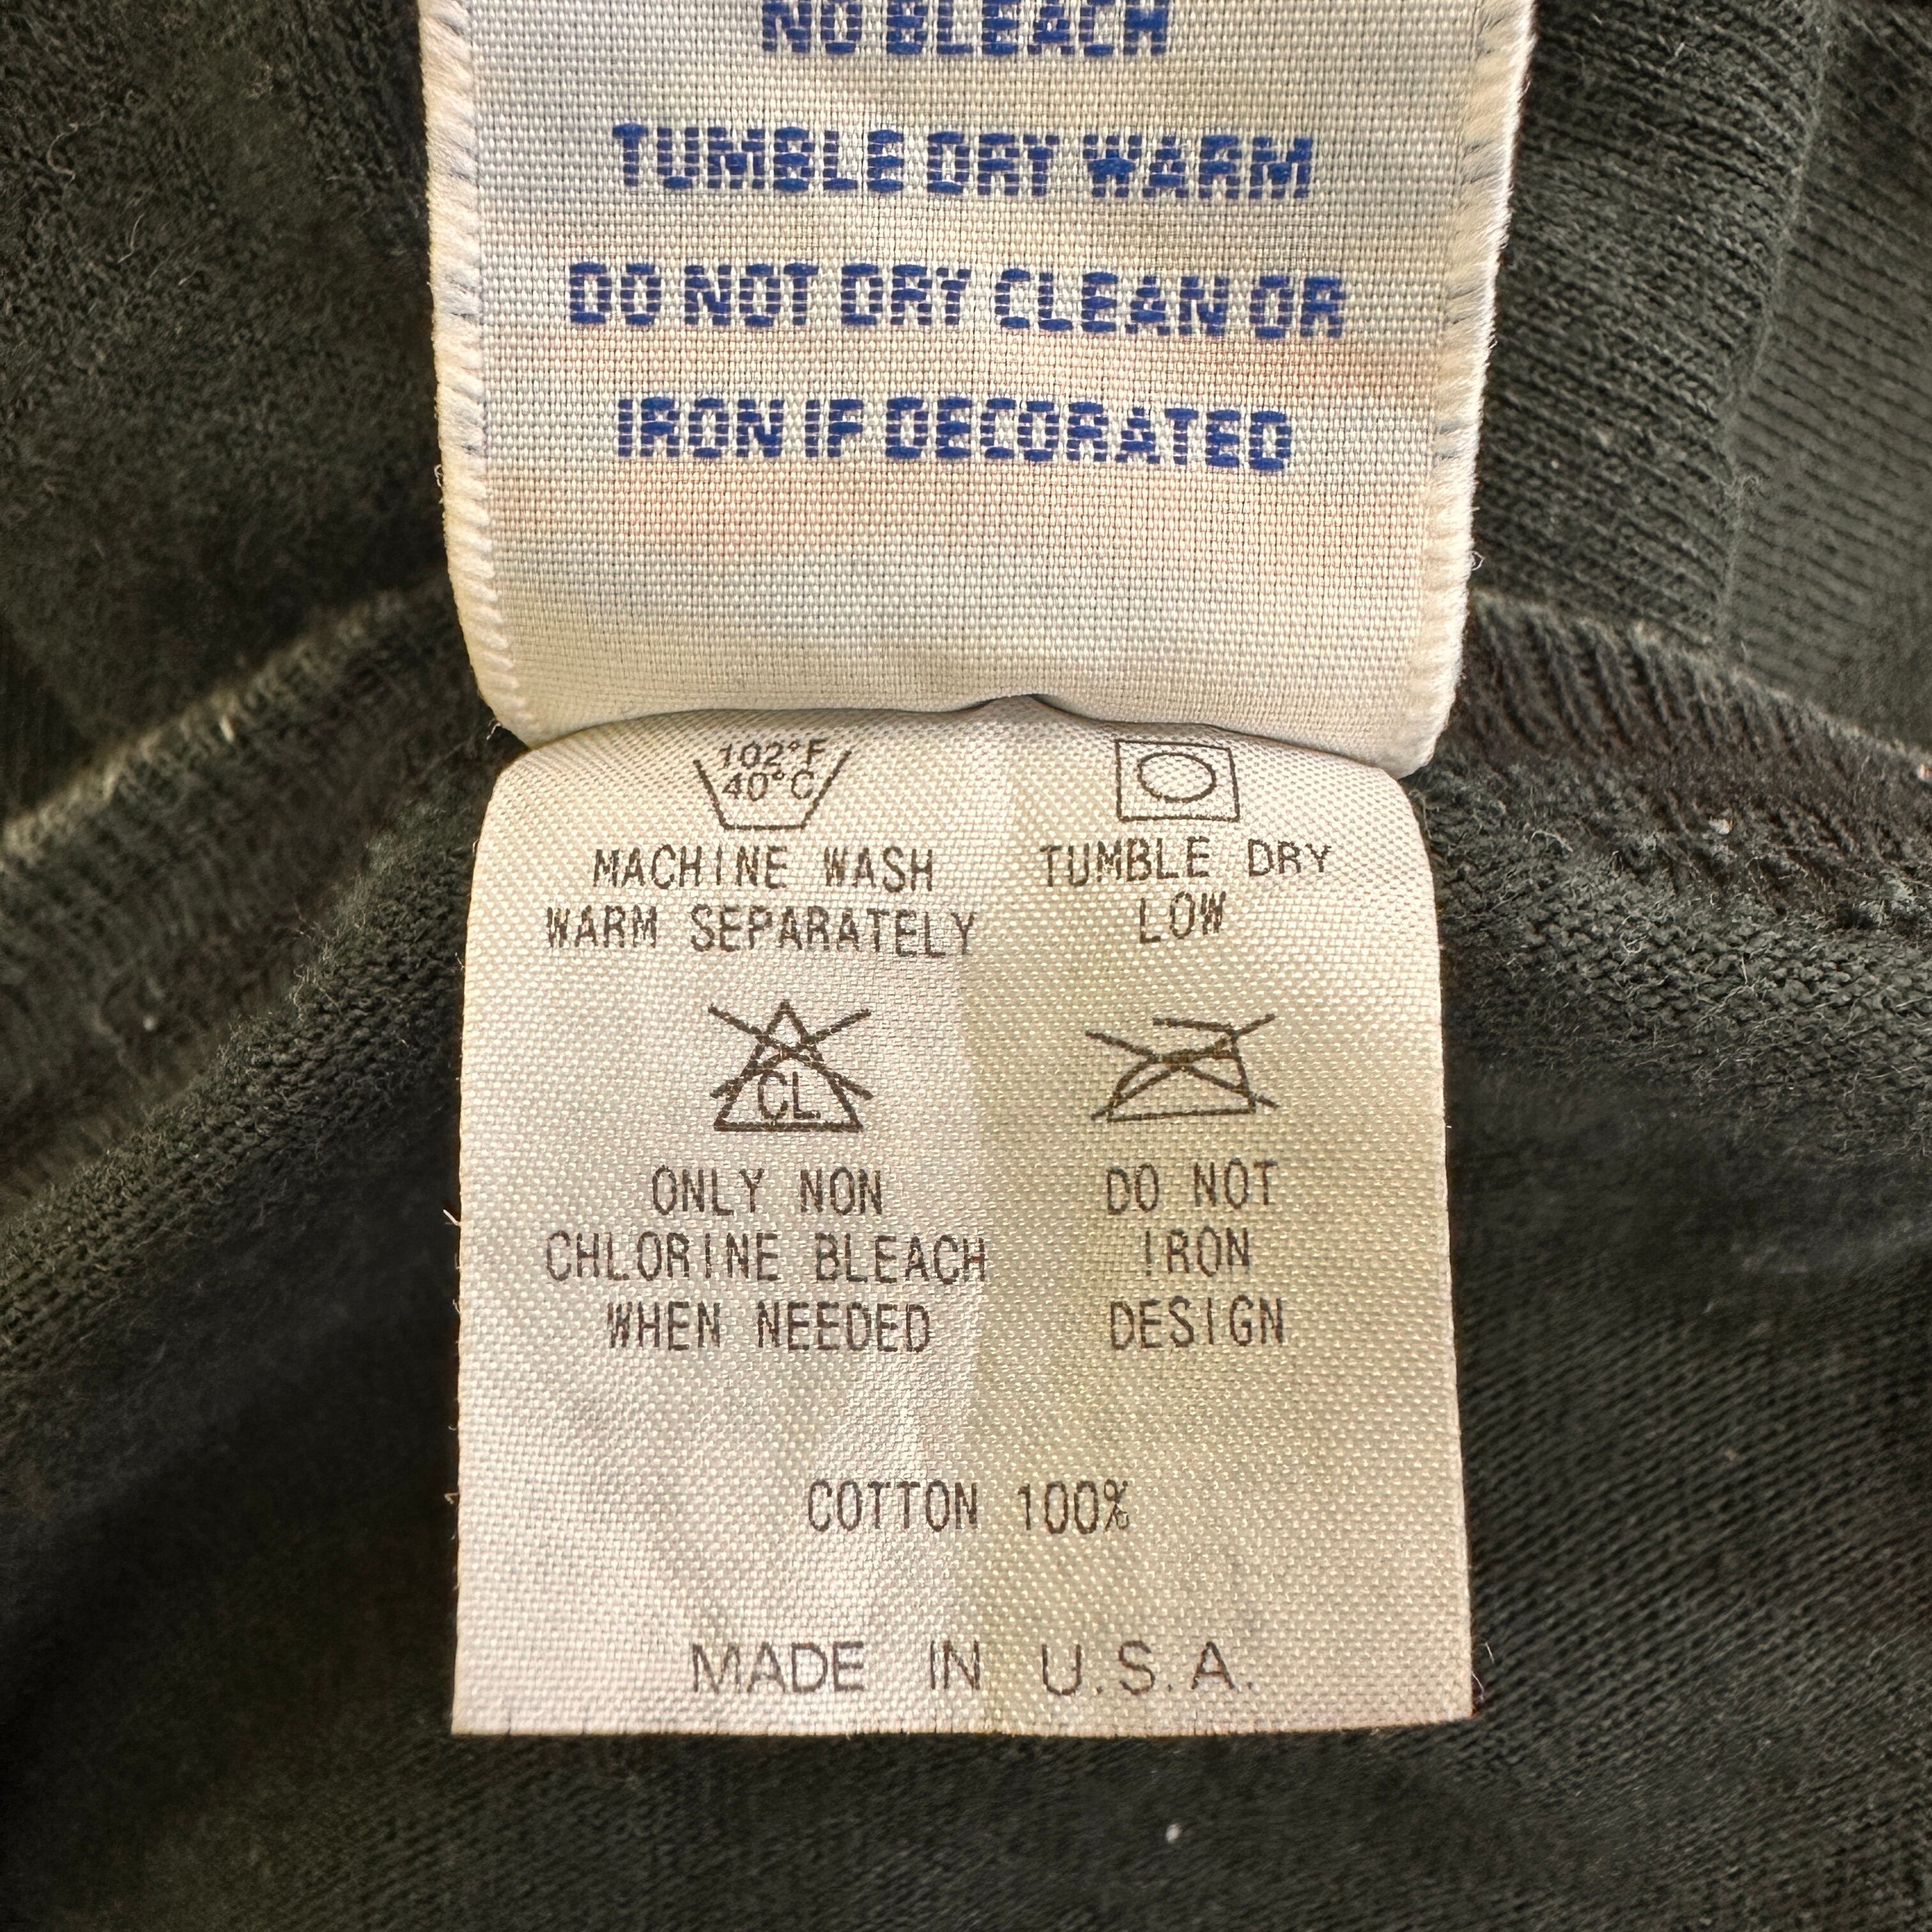 NO BLEACH
TUMBLE DRY WARM
DO NOT DRY CLEAN OR
IRON IF DECORATED
102°F
40°C
MACHINE WASH
WARM SEPARATELY
TUMBLE DRY
LOW
CL
ONLY NON
CHLORINE BLEACH
WHEN NEEDED
DO NOT
IRON
DESIGN
COTTON 100%
MADE IN U.S.A.